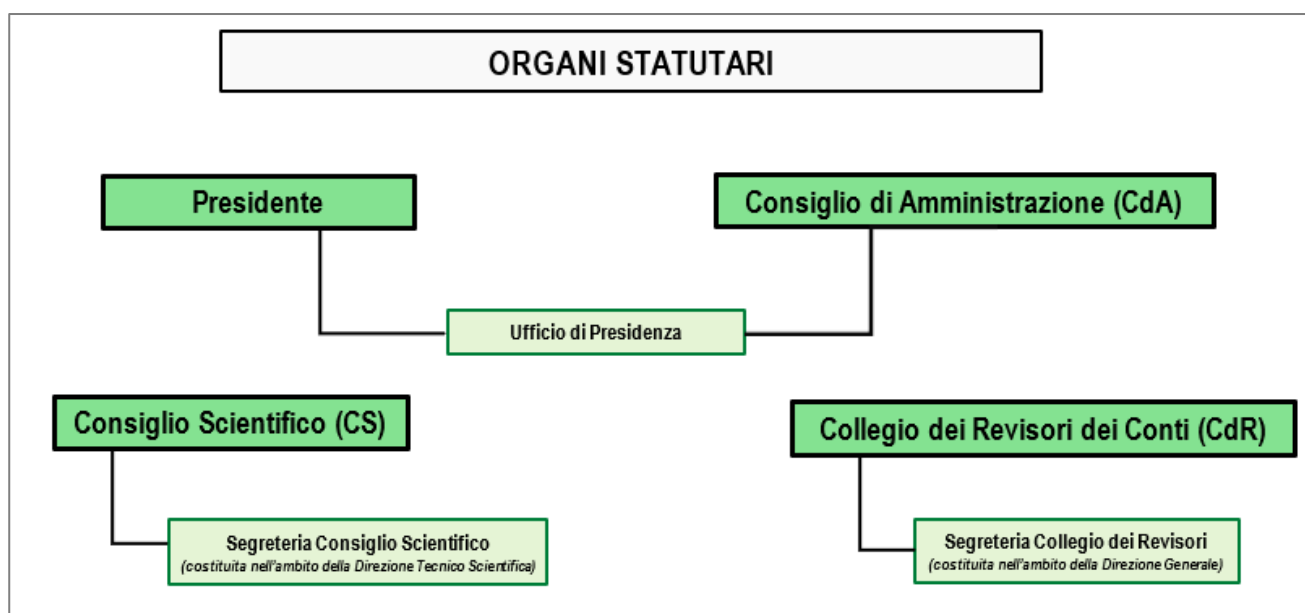 ORGANI STATUTARI
Presidente
Consiglio di Amministrazione (CdA)
Ufficio di Presidenza
Consiglio Scientifico (CS)
Collegio dei Revisori dei Conti (CdR)
Segreteria Consiglio Scientifico
(costituita nell'ambito della Direzione Tecnico Scientifica)
Segreteria Collegio dei Revisori
(costituita nell'ambito della Direzione Generale)